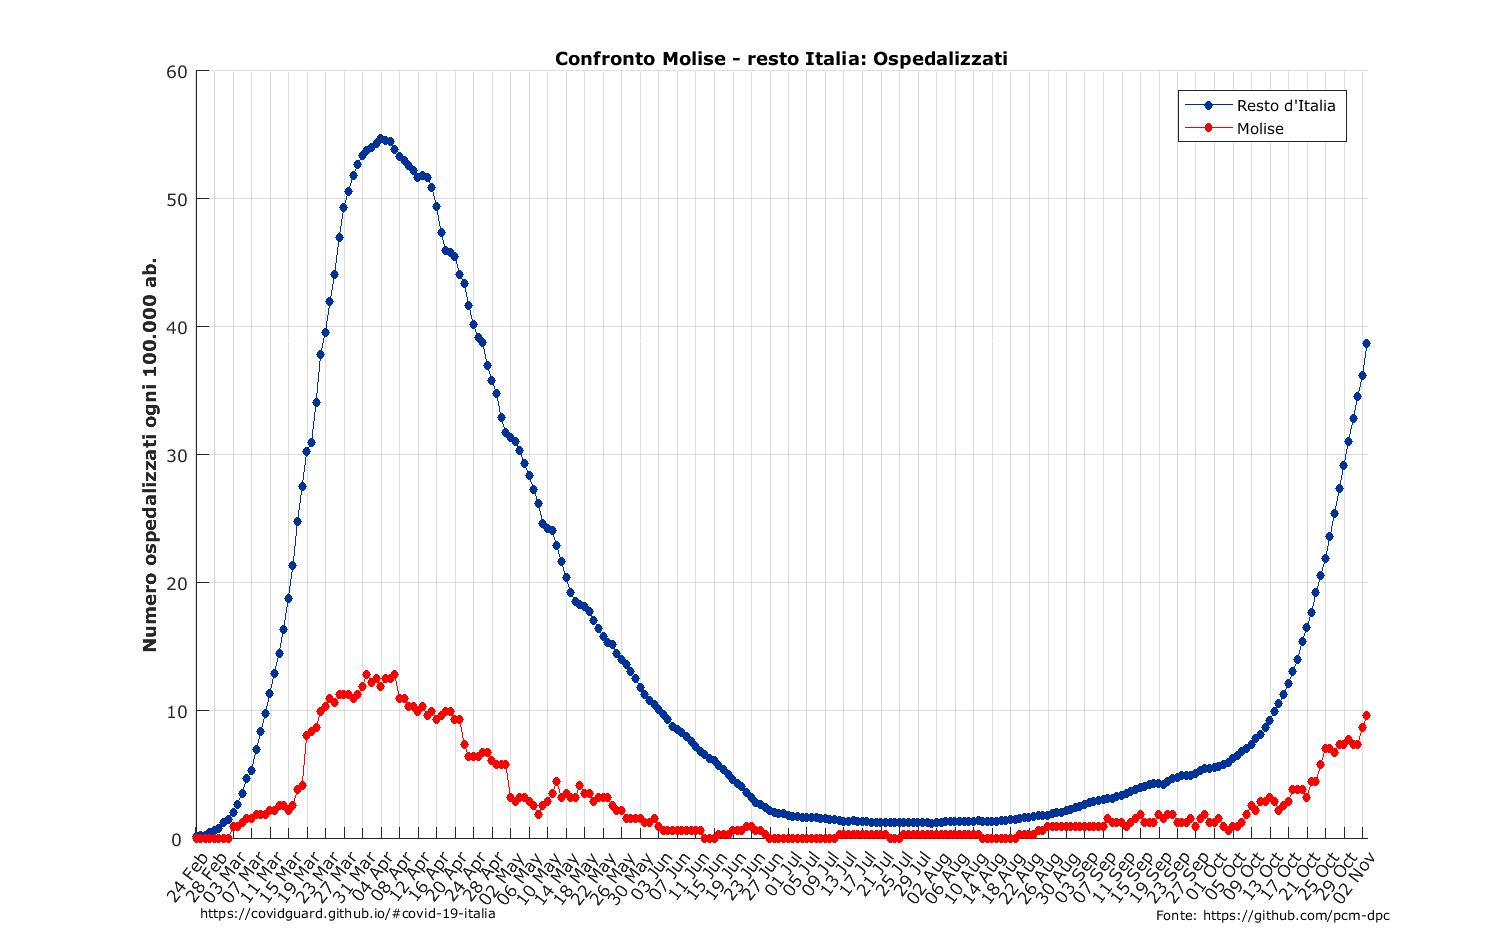 Confronto Molise - resto Italia: Ospedalizzati
Numero ospedalizzati ogni 100.000 ab.
60
50
40
30
20
10
0
Resto d'Italia
Molise
24 Feb
28 Feb
03 Mar
07 Mar
11 Mar
15 Mar
19 Mar
23 Mar
27 Mar
31 Mar
04 Apr
08 Apr
12 Apr
16 Apr
20 Apr
24 Apr
28 Apr
02 May
06 May
10 May
14 May
18 May
22 May
26 May
30 May
03 Jun
07 Jun
11 Jun
15 Jun
19 Jun
23 Jun
27 Jun
01 Jul
05 Jul
09 Jul
13 Jul
17 Jul
21 Jul
25 Jul
29 Jul
02 Aug
06 Aug
10 Aug
14 Aug
18 Aug
22 Aug
26 Aug
30 Aug
03 Sep
07 Sep
11 Sep
15 Sep
19 Sep
23 Sep
27 Sep
01 Oct
05 Oct
09 Oct
13 Oct
17 Oct
21 Oct
25 Oct
29 Oct
02 Nov
https://covidguard.github.io/#covid-19-italia
Fonte: https://github.com/pcm-dpc